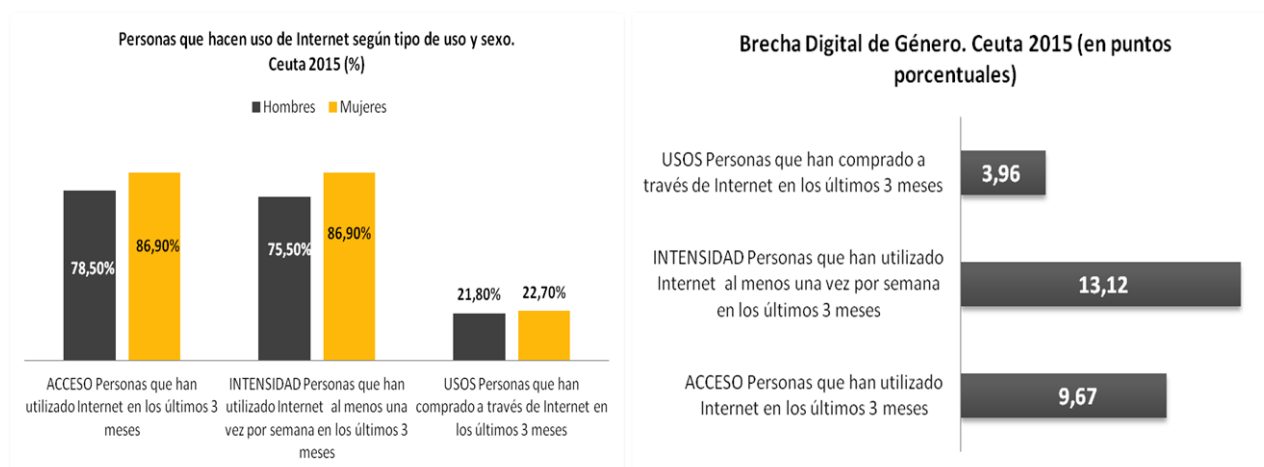 Personas que hacen uso de Internet según tipo de uso y sexo.
Ceuta 2015 (%)
Hombres Mujeres
78,50%
86,90%
75,50%
86,90%
21,80%
22,70%
ACCESO Personas que han
utilizado Internet en los últimos 3
meses
INTENSIDAD Personas que han
utilizado Internet al menos una
vez por semana en los últimos 3
meses
USOS Personas que han
comprado a través de Internet en
los últimos 3 meses
Brecha Digital de Género. Ceuta 2015 (en puntos
porcentuales)
USOS Personas que han comprado a
través de Internet en los últimos 3 meses
3,96
INTENSIDAD Personas que han utilizado
Internet al menos una vez por semana
en los últimos 3 meses
13,12
ACCESO Personas que han utilizado
Internet en los últimos 3 meses
9,67